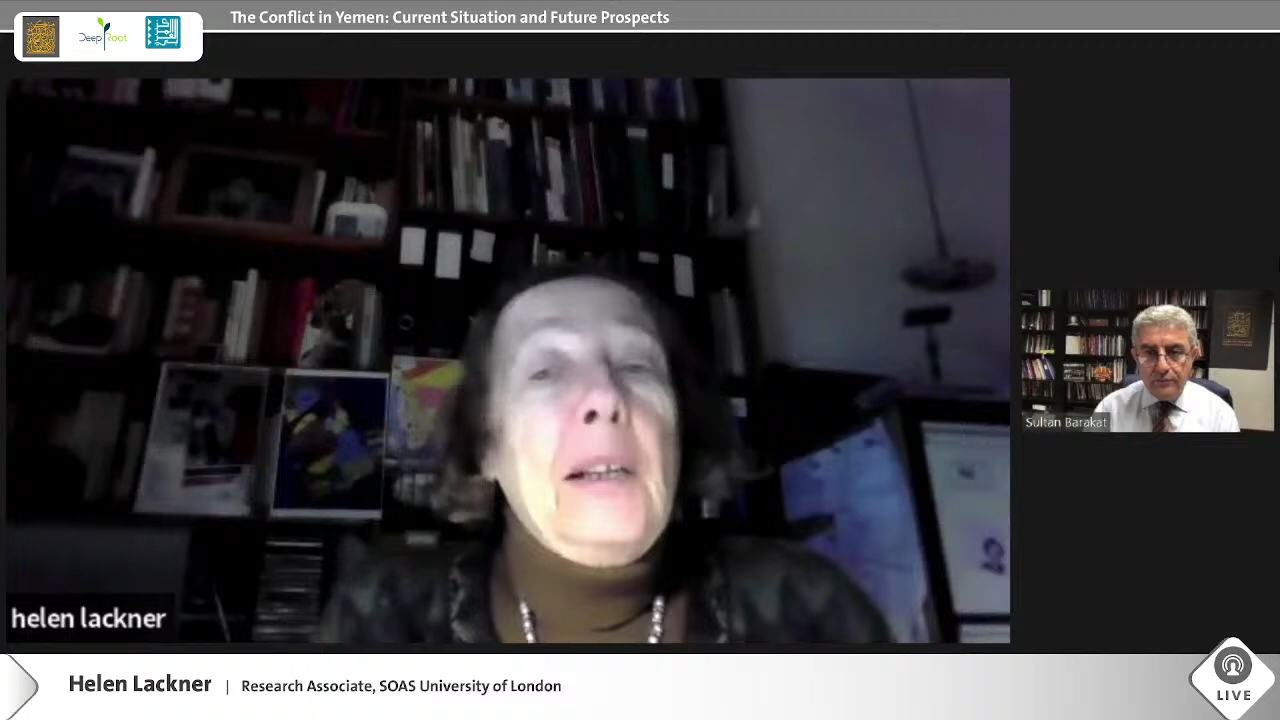 The Conflict in Yemen: Current Situation and Future Prospects
Deep Root
Sultan Barakat
helen lackner
Helen Lackner | Research Associate, SOAS University of London
LIVE